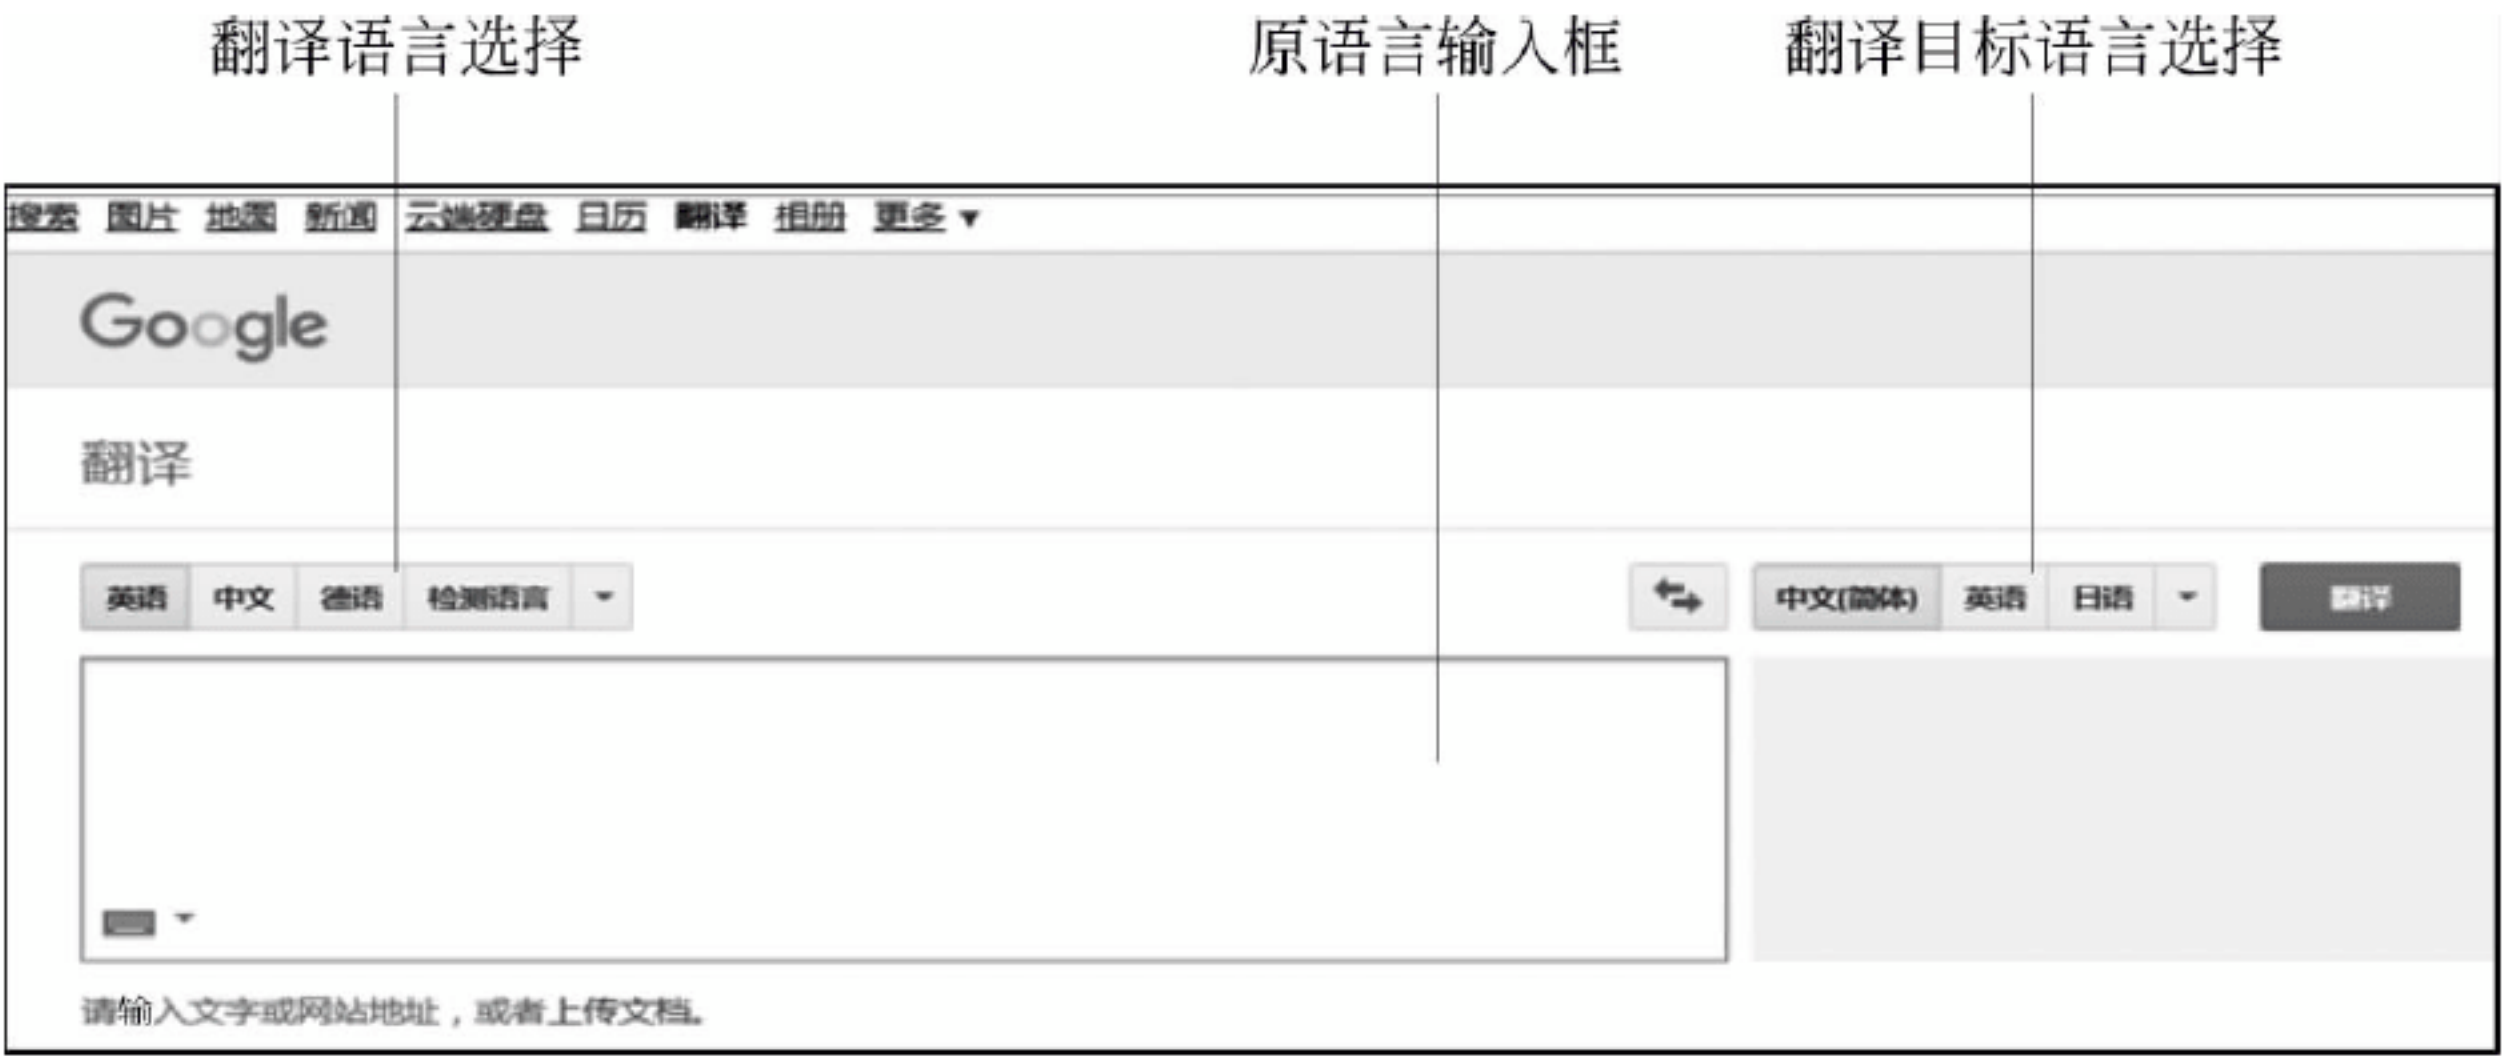 翻译语言选择 原语言输入框 翻译目标语言选择
搜索 图片 地图 新闻 云端硬盘 日历 翻译 相册 更多 ▼
Google
翻译
英语 中文 德语 检测语言 中文(简体) 英语 日语 翻译
请输入文字或网站地址，或者上传文档。